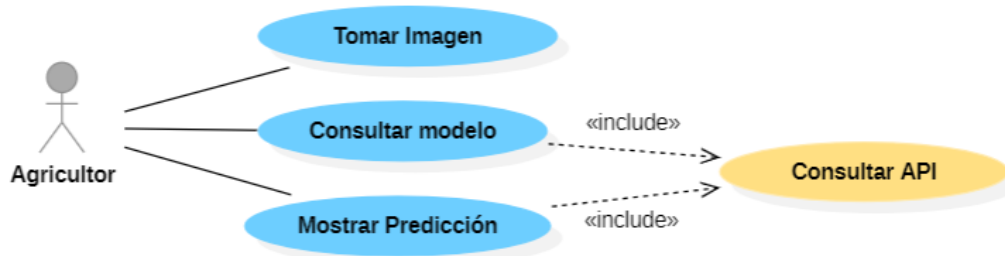 Tomar Imagen
Consultar modelo
«include»
Agricultor
Consultar API
Mostrar Predicción
«include»